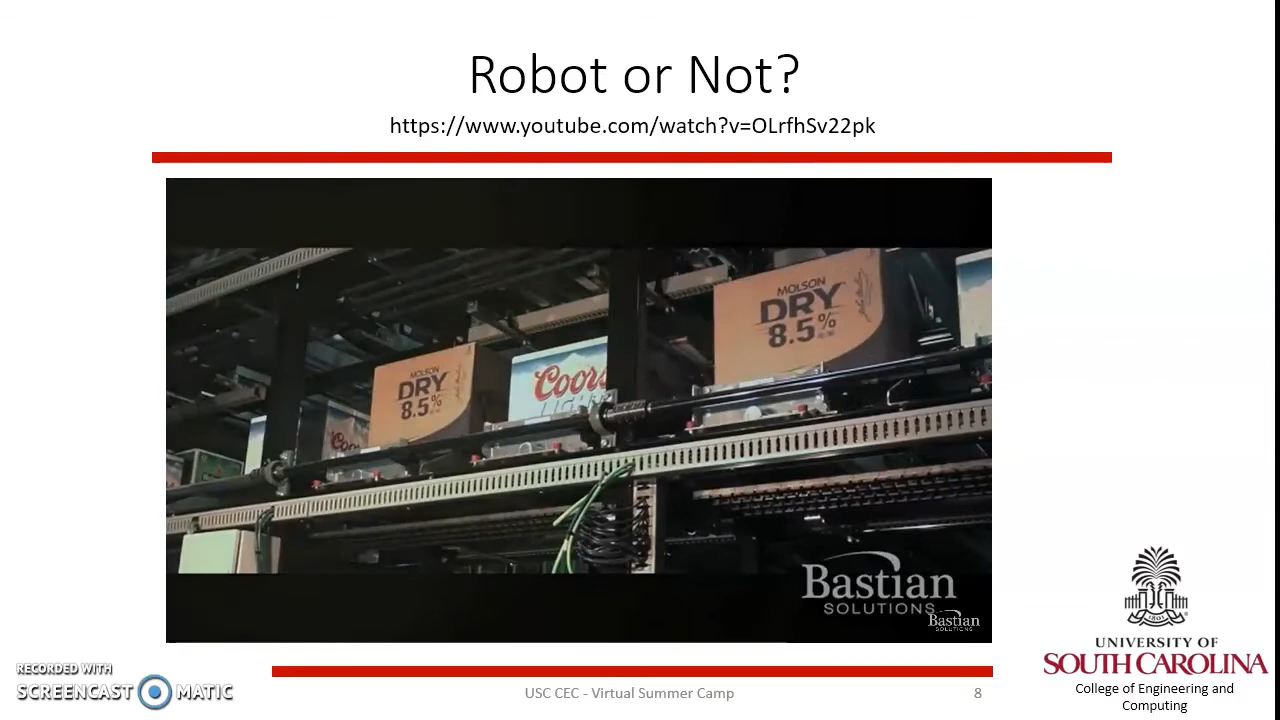 Robot or Not?
https://www.youtube.com/watch?v=OLrfhSv22pk
MOLSON
DRY
8.5%
MOLSON
DRY
8.5%
Coors
LIGHT
Bastian
SOLUTIONS
Bastian
SOLUTIONS
RECORDED WITH
SCREENCAST MATIC
USC CEC - Virtual Summer Camp
8
UNIVERSITY OF
SOUTH CAROLINA
College of Engineering and
Computing